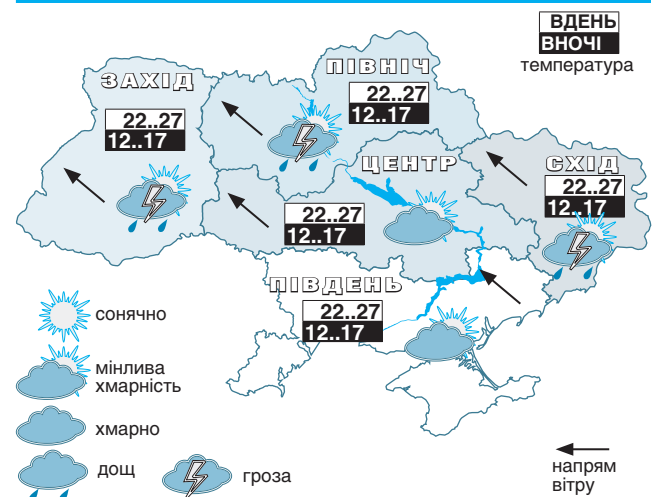 ВДЕНЬ
ВНОЧІ
температура
ПІВНІЧ
22..27
12..17
ЗАХІД
22..27
12..17
ЦЕНТР
22..27
12..17
СХІД
22..27
12..17
ПІВДЕНЬ
22..27
12..17
сонячно
мінлива
хмарність
хмарно
дощ
гроза
напрям
вітру